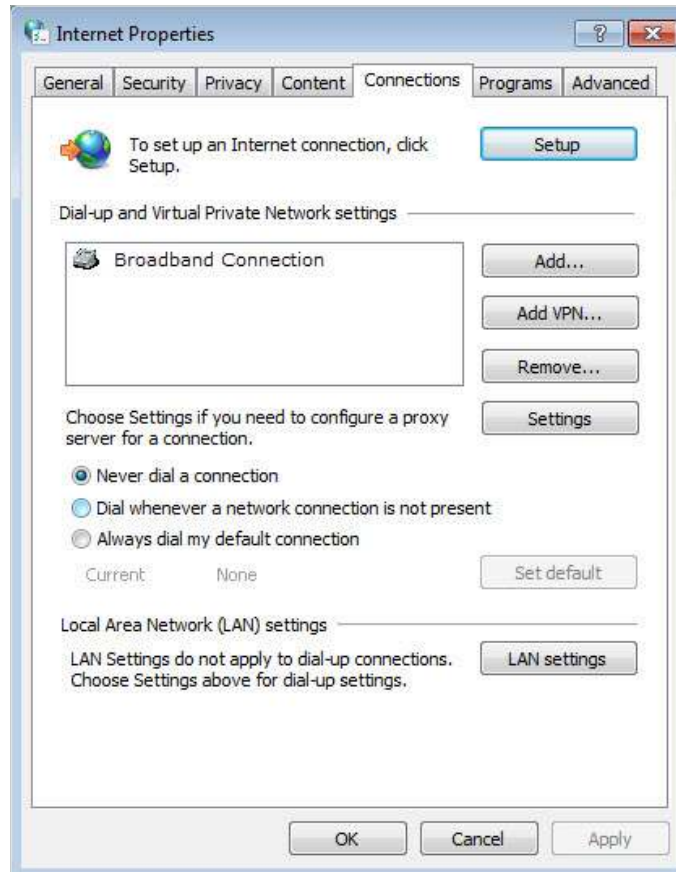 Internet Properties
General Security Privacy Content Connections Programs Advanced
To set up an Internet connection, click
Setup.
Setup
Dial-up and Virtual Private Network settings
Broadband Connection
Add...
Add VPN...
Remove...
Choose Settings if you need to configure a proxy
server for a connection.
Settings
Never dial a connection
Dial whenever a network connection is not present
Always dial my default connection
Current None
Set default
Local Area Network (LAN) settings
LAN Settings do not apply to dial-up connections.
Choose Settings above for dial-up settings.
LAN settings
OK Cancel Apply